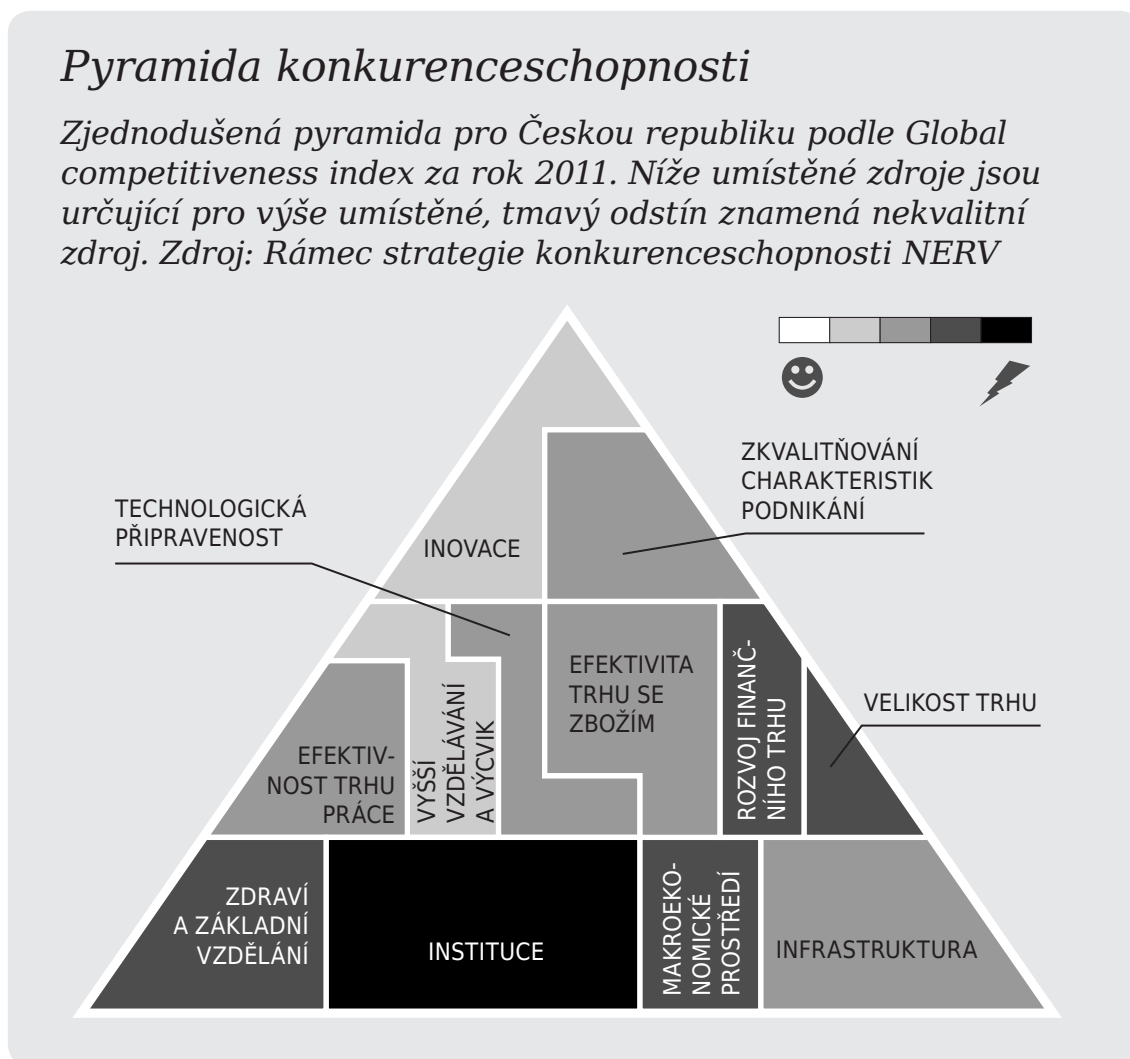 Pyramida konkurenceschopnosti
Zjednodušená pyramida pro Českou republiku podle Global
competitiveness index za rok 2011. Níže umístěné zdroje jsou
určující pro výše umístěné, tmavý odstín znamená nekvalitní
zdroj. Zdroj: Rámec strategie konkurenceschopnosti NERV
ZKVALITŇOVÁNÍ
CHARAKTERISTIK
PODNIKÁNÍ
TECHNOLOGICKÁ
PŘIPRAVENOST
INOVACE
EFEKTIV-
NOST TRHU
PRÁCE
VYŠŠÍ
VZDĚLÁVÁNÍ
A VÝCVIK
EFEKTIVITA
TRHU SE
ZBOŽÍM
ROZVOJ FINANČ-
NÍHO TRHU
VELIKOST TRHU
ZDRAVÍ
A ZÁKLADNÍ
VZDĚLÁNÍ
INSTITUCE
MAKROEKO-
NOMICKÉ
PROSTŘEDÍ
INFRASTRUKTURA